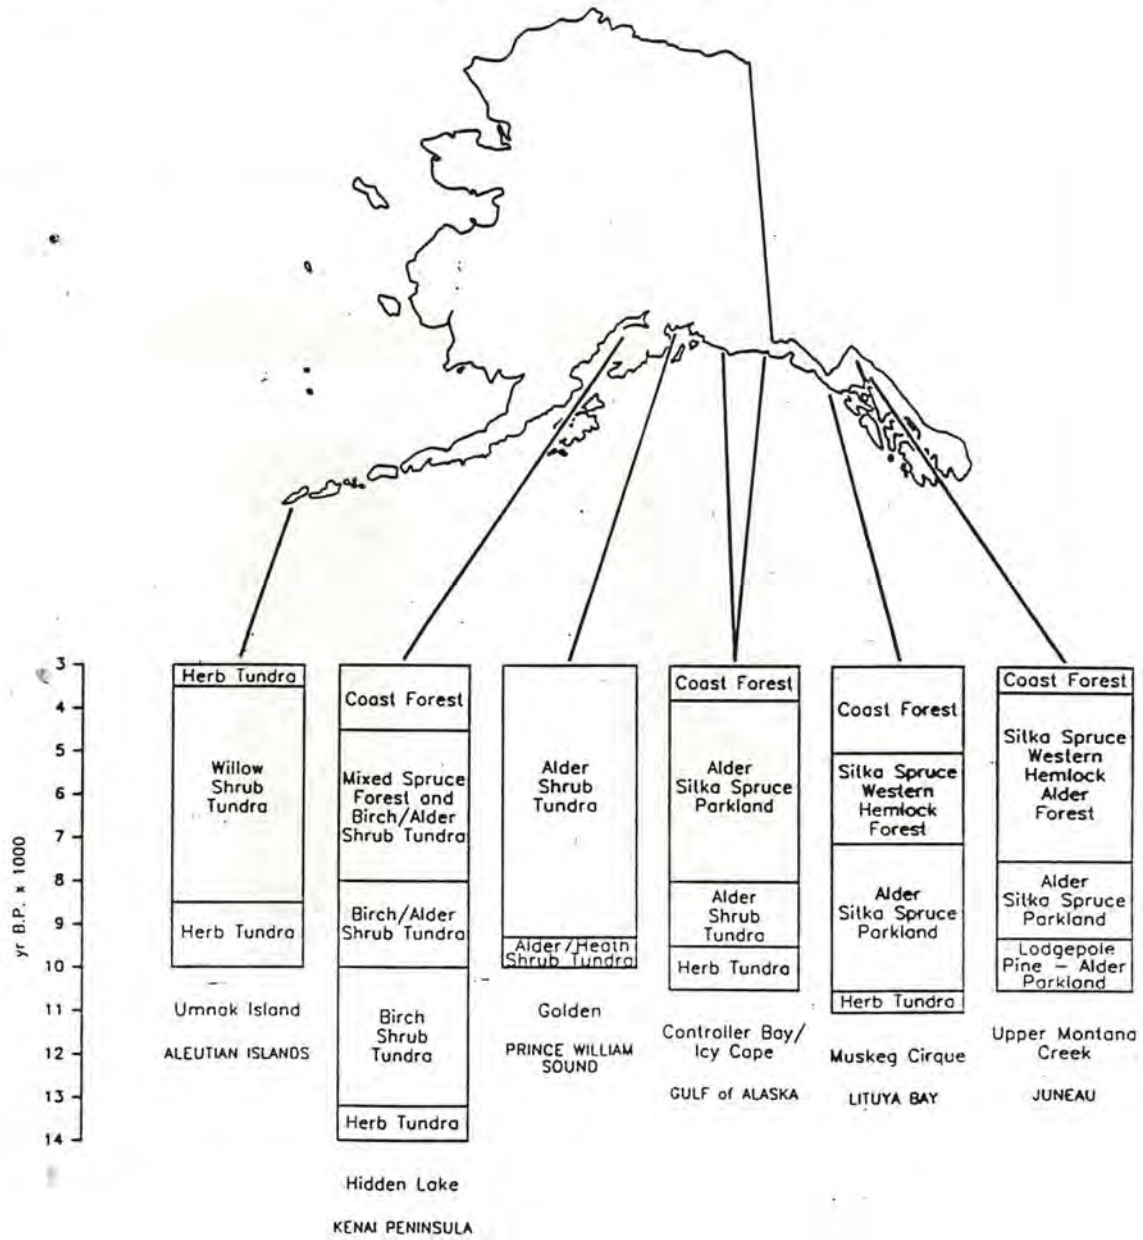 3
4
5
6
7
8
9
10
11
12
13
14
yr B.P. x 1000
Herb Tundra
Willow
Shrub
Tundra
Herb Tundra
Umnak Island
ALEUTIAN ISLANDS
Coast Forest
Mixed Spruce
Forest and
Birch/Alder
Shrub Tundra
Birch/Alder
Shrub Tundra
Birch
Shrub
Tundra
Herb Tundra
Hidden Lake
KENAI PENINSULA
Alder
Shrub
Tundra
Alder/Heath
Shrub Tundra
Golden
PRINCE WILLIAM
SOUND
Coast Forest
Alder
Silka Spruce
Parkland
Alder
Shrub
Tundra
Herb Tundra
Controller Bay/
Icy Cape
GULF of ALASKA
Coast Forest
Silka Spruce
Western
Hemlock
Forest
Alder
Silka Spruce
Parkland
Herb Tundra
Muskeg Cirque
LITUYA BAY
Coast Forest
Silka Spruce
Western
Hemlock
Alder
Forest
Alder
Silka Spruce
Parkland
Lodgepole
Pine – Alder
Parkland
Upper Montana
Creek
JUNEAU